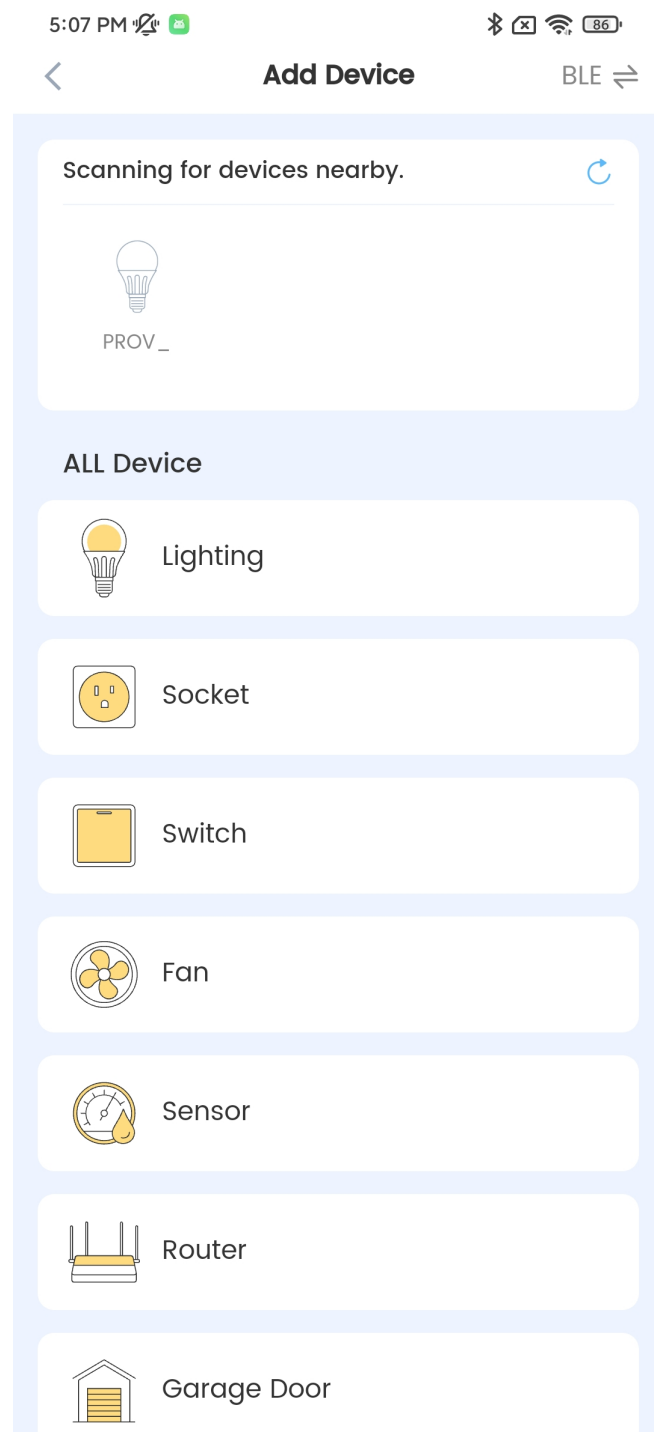 5:07 PM 86
Add Device BLE
Scanning for devices nearby.
PROV_
ALL Device
Lighting
Socket
Switch
Fan
Sensor
Router
Garage Door